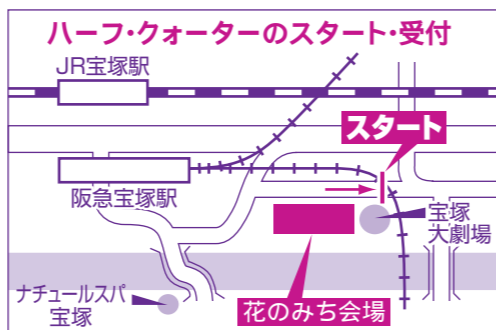 ハーフ・クォーターのスタート・受付
JR宝塚駅
スタート
阪急宝塚駅
宝塚
大劇場
ナチュールスパ
宝塚
花のみち会場